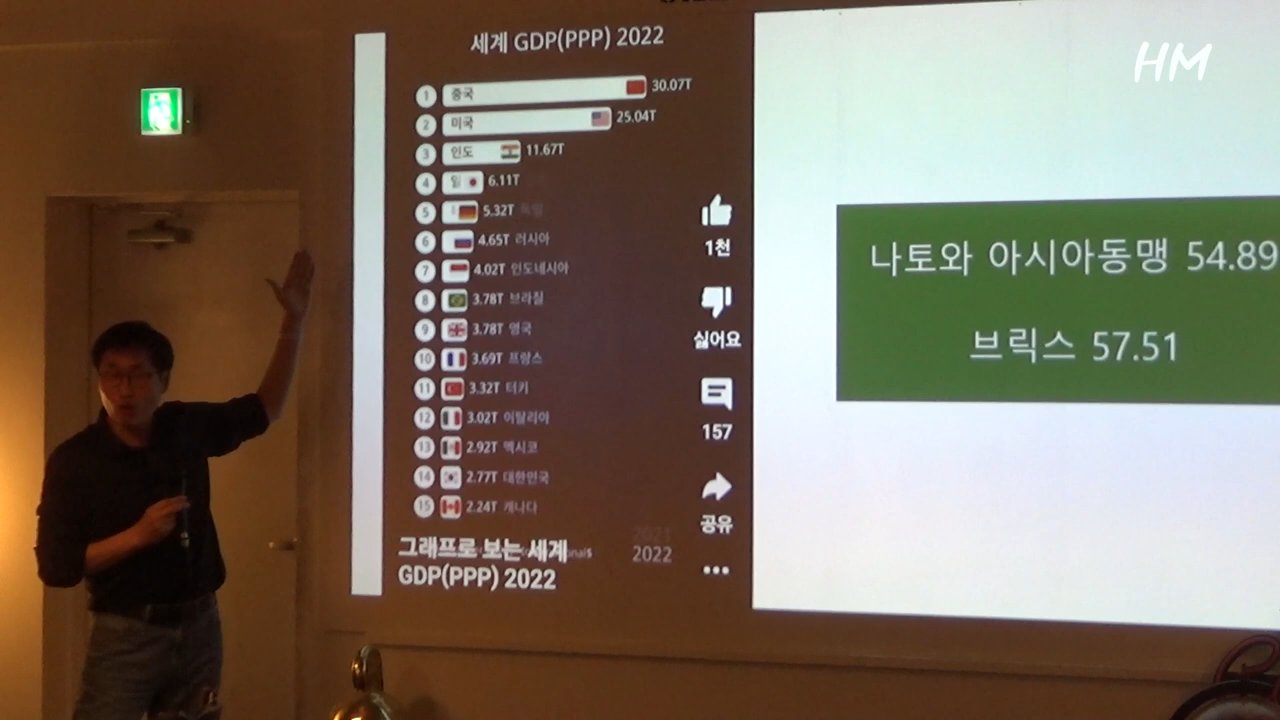 세계 GDP(PPP) 2022
1 중국 30.07T
2 미국 25.04T
3 인도 11.67T
4 일 6.11T
5 5.32T 독일
6 4.65T 러시아
7 4.02T 인도네시아
8 3.78T 브라질
9 3.78T 영국
10 3.69T 프랑스
11 3.32T 터키
12 3.02T 이탈리아
13 2.92T 멕시코
14 2.77T 대한민국
15 2.24T 캐나다
2021
2022
그래프로 보는 세계
GDP(PPP) 2022
1천
싫어요
157
공유
HM
나토와 아시아동맹 54.89
브릭스 57.51